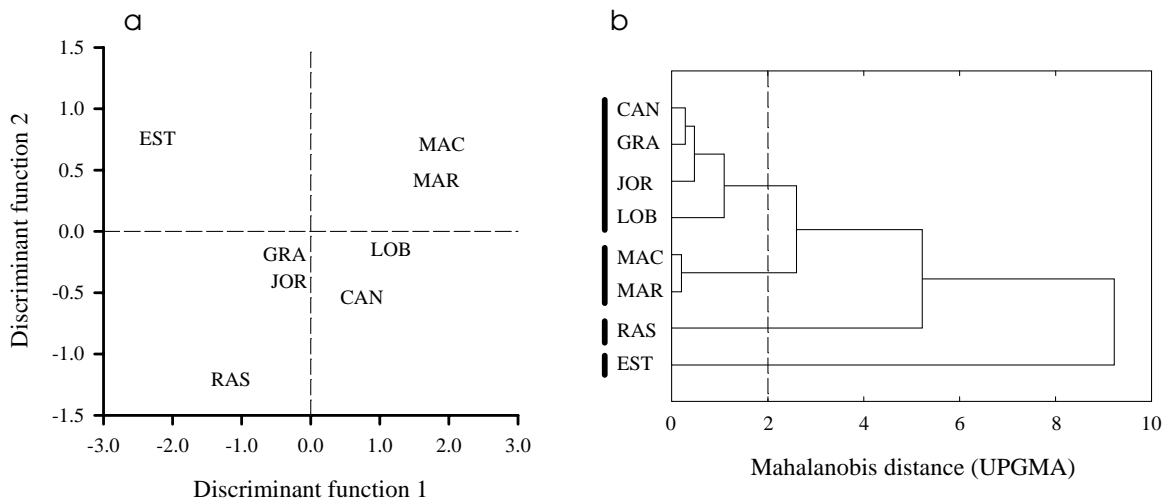 a
1.5
1.0
0.5
0.0
-0.5
-1.0
-1.5
Discriminant function 2
EST
MAC
MAR
GRA
LOB
JOR
CAN
RAS
-3.0 -2.0 -1.0 0.0 1.0 2.0 3.0
Discriminant function 1
b
CAN
GRA
JOR
LOB
MAC
MAR
RAS
EST
0 2 4 6 8 10
Mahalanobis distance (UPGMA)